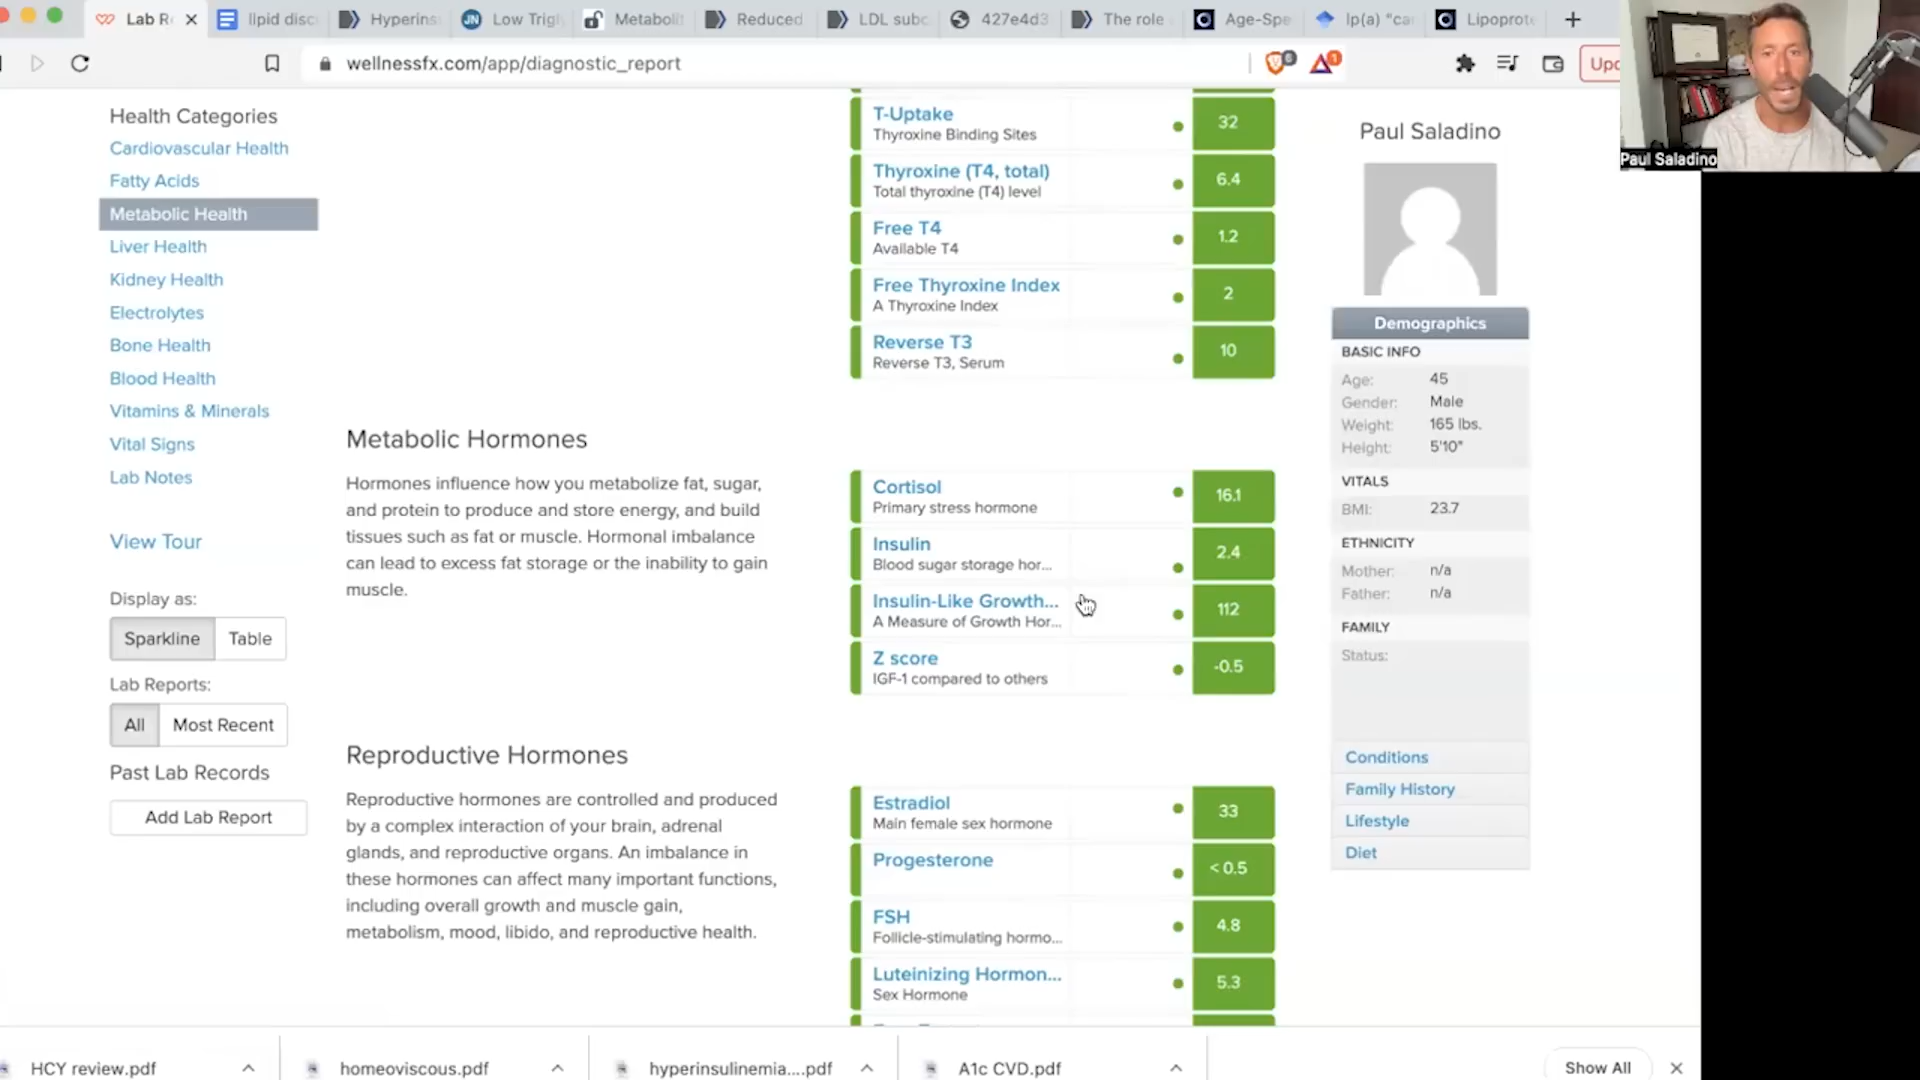 Lab R
lipid disc
Hyperins
Low Trigly
Metaboli
Reduced
LDL subc
427e4d3
The role
Age-Spe
lp(a) "ca
Lipoprote
wellnessfx.com/app/diagnostic_report
6
1
Upd
Paul Saladino
Health Categories
Cardiovascular Health
Fatty Acids
Metabolic Health
Liver Health
Kidney Health
Electrolytes
Bone Health
Blood Health
Vitamins & Minerals
Vital Signs
Lab Notes
View Tour
Display as:
Sparkline Table
Lab Reports:
All Most Recent
Past Lab Records
Add Lab Report
T-Uptake 32
Thyroxine Binding Sites
Thyroxine (T4, total) 6.4
Total thyroxine (T4) level
Free T4 1.2
Available T4
Free Thyroxine Index 2
A Thyroxine Index
Reverse T3 10
Reverse T3, Serum
Metabolic Hormones
Hormones influence how you metabolize fat, sugar,
and protein to produce and store energy, and build
tissues such as fat or muscle. Hormonal imbalance
can lead to excess fat storage or the inability to gain
muscle.
Cortisol 16.1
Primary stress hormone
Insulin 2.4
Blood sugar storage hor...
Insulin-Like Growth... 112
A Measure of Growth Hor...
Z score -0.5
IGF-1 compared to others
Reproductive Hormones
Reproductive hormones are controlled and produced
by a complex interaction of your brain, adrenal
glands, and reproductive organs. An imbalance in
these hormones can affect many important functions,
including overall growth and muscle gain,
metabolism, mood, libido, and reproductive health.
Estradiol 33
Main female sex hormone
Progesterone < 0.5
FSH 4.8
Follicle-stimulating hormo...
Luteinizing Hormon... 5.3
Sex Hormone
Paul Saladino
Demographics
BASIC INFO
Age: 45
Gender: Male
Weight: 165 lbs.
Height: 5'10"
VITALS
BMI: 23.7
ETHNICITY
Mother: n/a
Father: n/a
FAMILY
Status:
Conditions
Family History
Lifestyle
Diet
HCY review.pdf
homeoviscous.pdf
hyperinsulinemia....pdf
A1c CVD.pdf
Show All